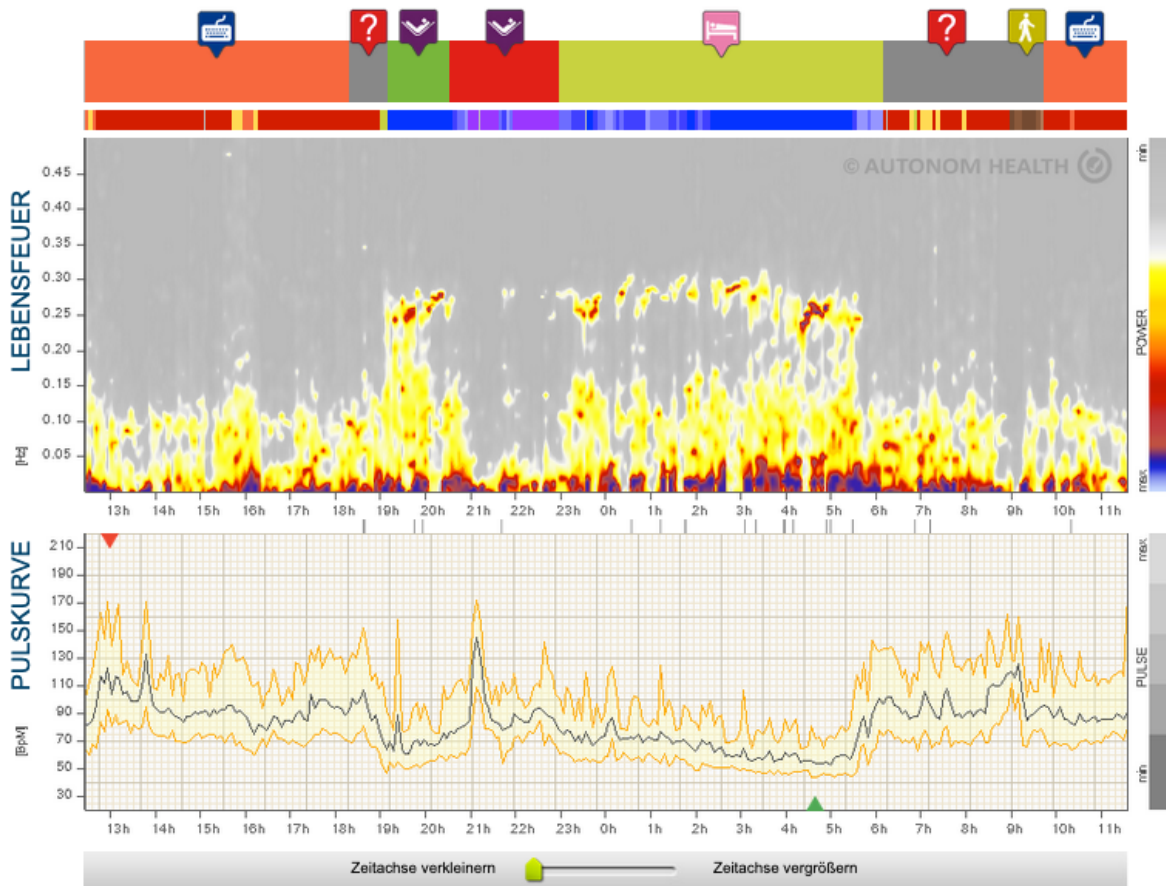 ? ?
© AUTONOM HEALTH
LEBENSFEUER
[Hz]
0.45
0.40
0.35
0.30
0.25
0.20
0.15
0.10
0.05
min
POWER
max
13h 14h 15h 16h 17h 18h 19h 20h 21h 22h 23h 0h 1h 2h 3h 4h 5h 6h 7h 8h 9h 10h 11h
PULSKURVE
[BpM]
210
190
170
150
130
110
90
70
50
30
max
PULSE
min
13h 14h 15h 16h 17h 18h 19h 20h 21h 22h 23h 0h 1h 2h 3h 4h 5h 6h 7h 8h 9h 10h 11h
Zeitachse verkleinern Zeitachse vergrößern